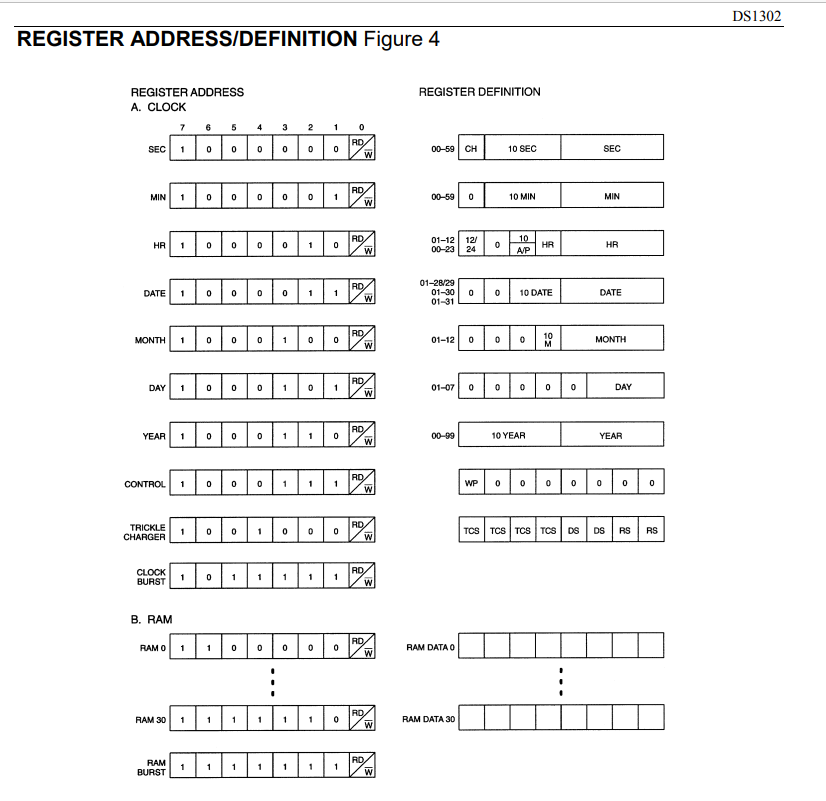 DS1302
REGISTER ADDRESS/DEFINITION Figure 4
REGISTER ADDRESS
REGISTER DEFINITION
A. CLOCK
7 6 5 4 3 2 1 0
SEC 1 0 0 0 0 0 0 RD/W
00–59 CH 10 SEC SEC
MIN 1 0 0 0 0 0 1 RD/W
00–59 0 10 MIN MIN
HR 1 0 0 0 0 1 0 RD/W
01–12 12/ 10
00–23 24 0 A/P HR HR
DATE 1 0 0 0 0 1 1 RD/W
01–28/29
01–30 0 0 10 DATE DATE
01–31
MONTH 1 0 0 0 1 0 0 RD/W
01–12 0 0 0 10 M MONTH
DAY 1 0 0 0 1 0 1 RD/W
01–07 0 0 0 0 0 DAY
YEAR 1 0 0 0 1 1 0 RD/W
00–99 10 YEAR YEAR
CONTROL 1 0 0 0 1 1 1 RD/W
WP 0 0 0 0 0 0 0
TRICKLE
CHARGER 1 0 0 1 0 0 0 RD/W
TCS TCS TCS TCS DS DS RS RS
CLOCK
BURST 1 0 1 1 1 1 1 RD/W
B. RAM
RAM 0 1 1 0 0 0 0 0 RD/W
RAM DATA 0
RAM 30 1 1 1 1 1 1 0 RD/W
RAM DATA 30
RAM
BURST 1 1 1 1 1 1 1 RD/W